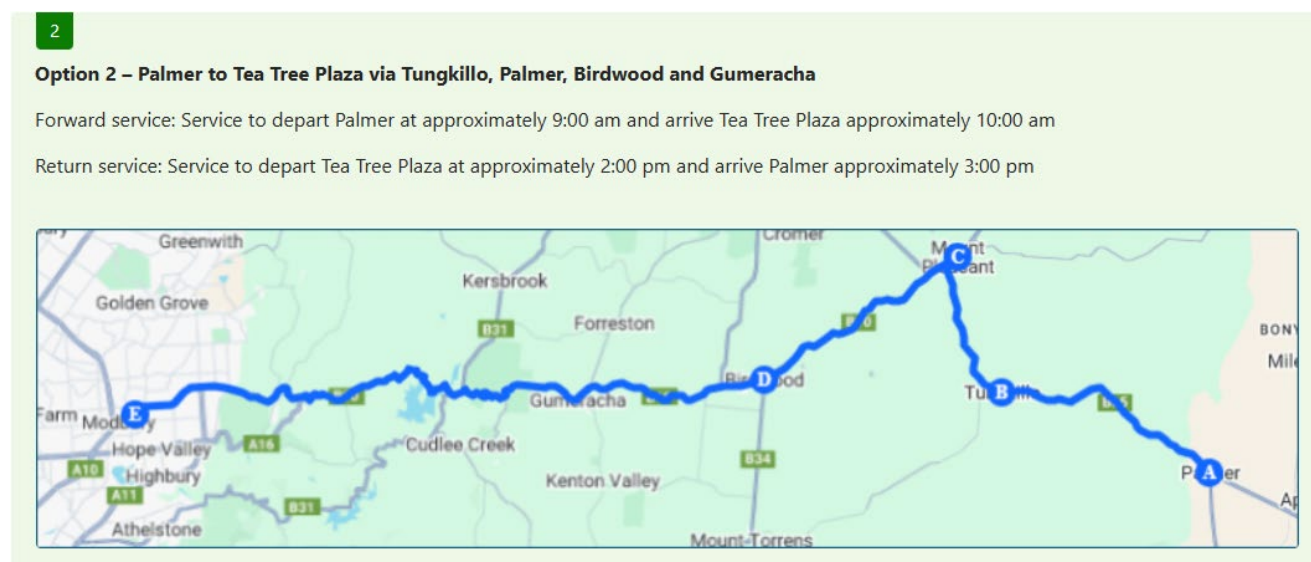 2
Option 2 – Palmer to Tea Tree Plaza via Tungkillo, Palmer, Birdwood and Gumeracha
Forward service: Service to depart Palmer at approximately 9:00 am and arrive Tea Tree Plaza approximately 10:00 am
Return service: Service to depart Tea Tree Plaza at approximately 2:00 pm and arrive Palmer approximately 3:00 pm
Greenwith
Cromer
C
Kersbrook
Golden Grove
B31
Forreston
D
B
E
Gumeracha
Farm
A16
Cudlee Creek
Hope Valley
B34
A10
Highbury
Kenton Valley
A
A11
B31
Athelstone
Mount Torrens